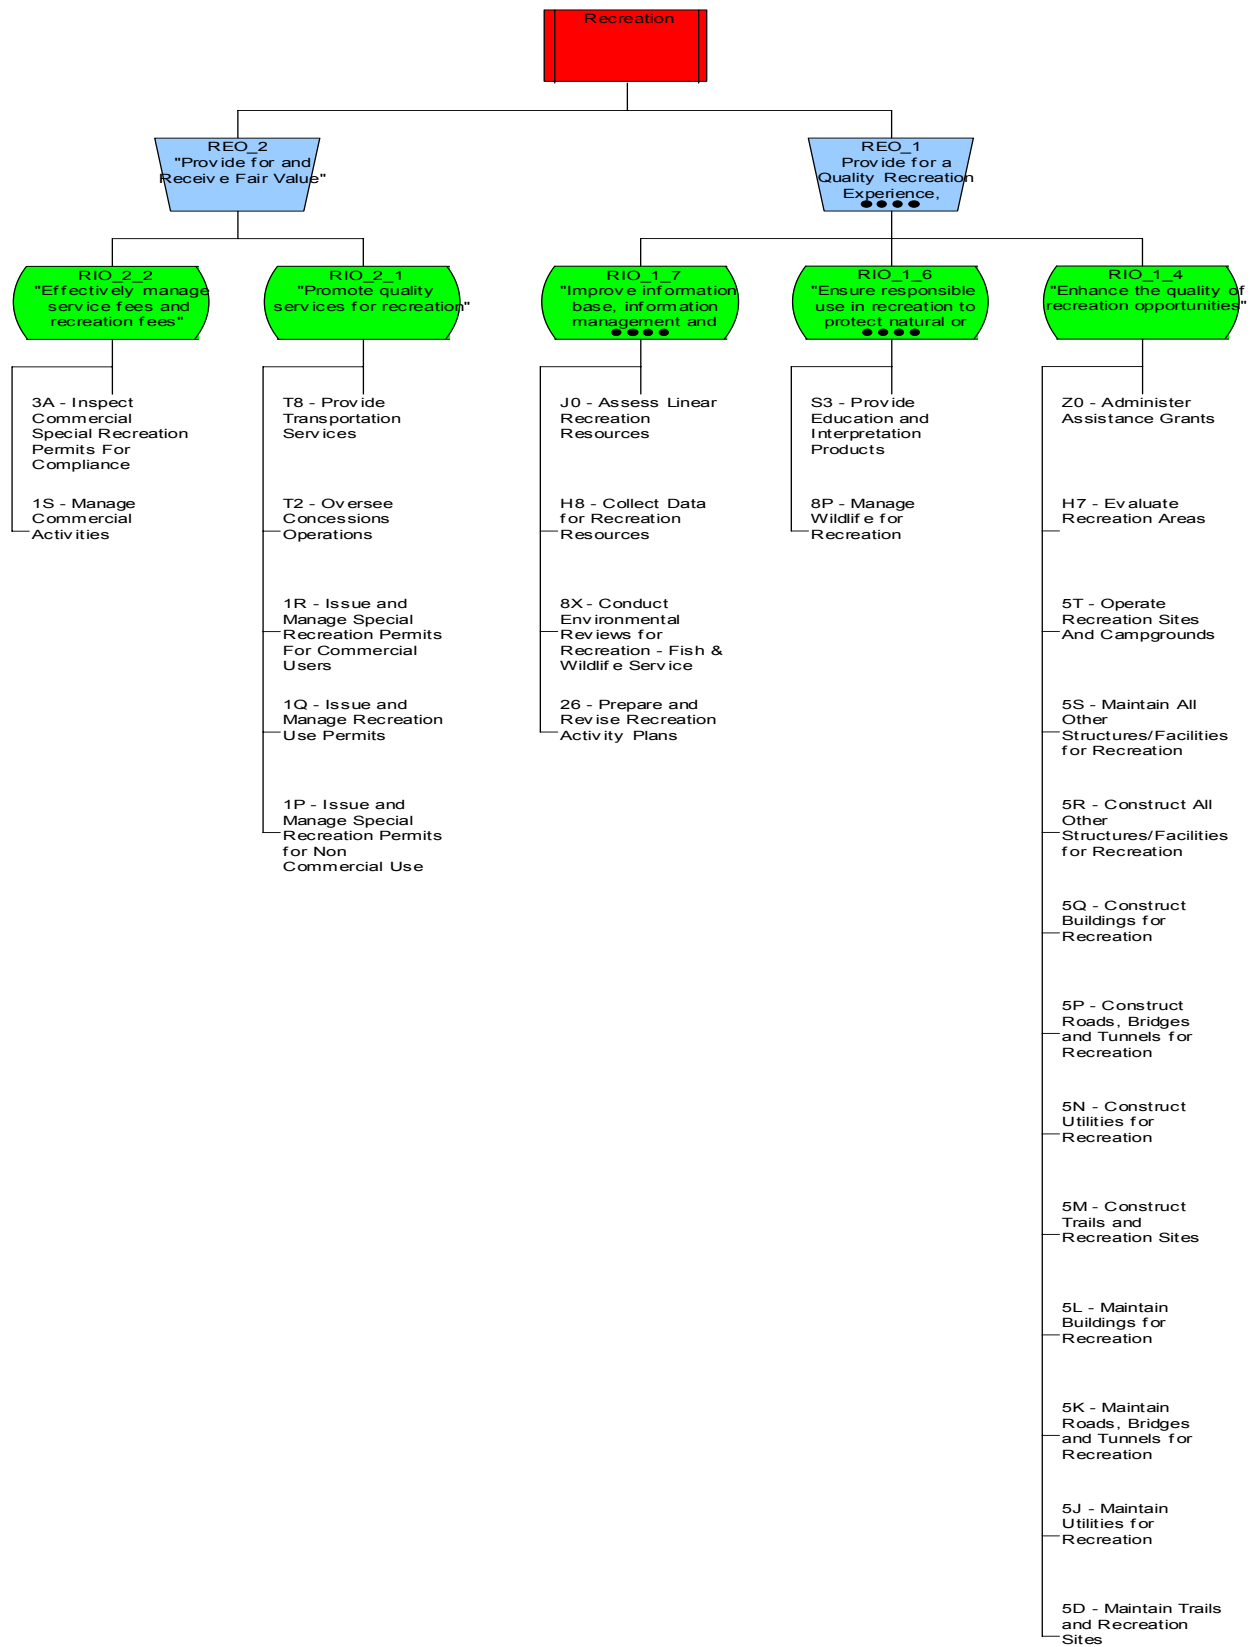 Recreation
REO_2
"Provide for and
Receive Fair Value"
REO_1
Provide for a
Quality Recreation
Experience,
RIO_2_2
"Effectively manage
service fees and
recreation fees"
RIO_2_1
"Promote quality
services for recreation"
RIO_1_7
"Improve information
base, information
management and
RIO_1_6
"Ensure responsible
use in recreation to
protect natural or
RIO_1_4
"Enhance the quality of
recreation opportunities"
3A - Inspect
Commercial
Special Recreation
Permits For
Compliance
1S - Manage
Commercial
Activities
T8 - Provide
Transportation
Services
T2 - Oversee
Concessions
Operations
1R - Issue and
Manage Special
Recreation Permits
For Commercial
Users
1Q - Issue and
Manage Recreation
Use Permits
1P - Issue and
Manage Special
Recreation Permits
for Non
Commercial Use
J0 - Assess Linear
Recreation
Resources
H8 - Collect Data
for Recreation
Resources
8X - Conduct
Environmental
Reviews for
Recreation - Fish &
Wildlife Service
26 - Prepare and
Revise Recreation
Activity Plans
S3 - Provide
Education and
Interpretation
Products
8P - Manage
Wildlife for
Recreation
Z0 - Administer
Assistance Grants
H7 - Evaluate
Recreation Areas
5T - Operate
Recreation Sites
And Campgrounds
5S - Maintain All
Other
Structures/Facilities
for Recreation
5R - Construct All
Other
Structures/Facilities
for Recreation
5Q - Construct
Buildings for
Recreation
5P - Construct
Roads, Bridges
and Tunnels for
Recreation
5N - Construct
Utilities for
Recreation
5M - Construct
Trails and
Recreation Sites
5L - Maintain
Buildings for
Recreation
5K - Maintain
Roads, Bridges
and Tunnels for
Recreation
5J - Maintain
Utilities for
Recreation
5D - Maintain Trails
and Recreation
Sites